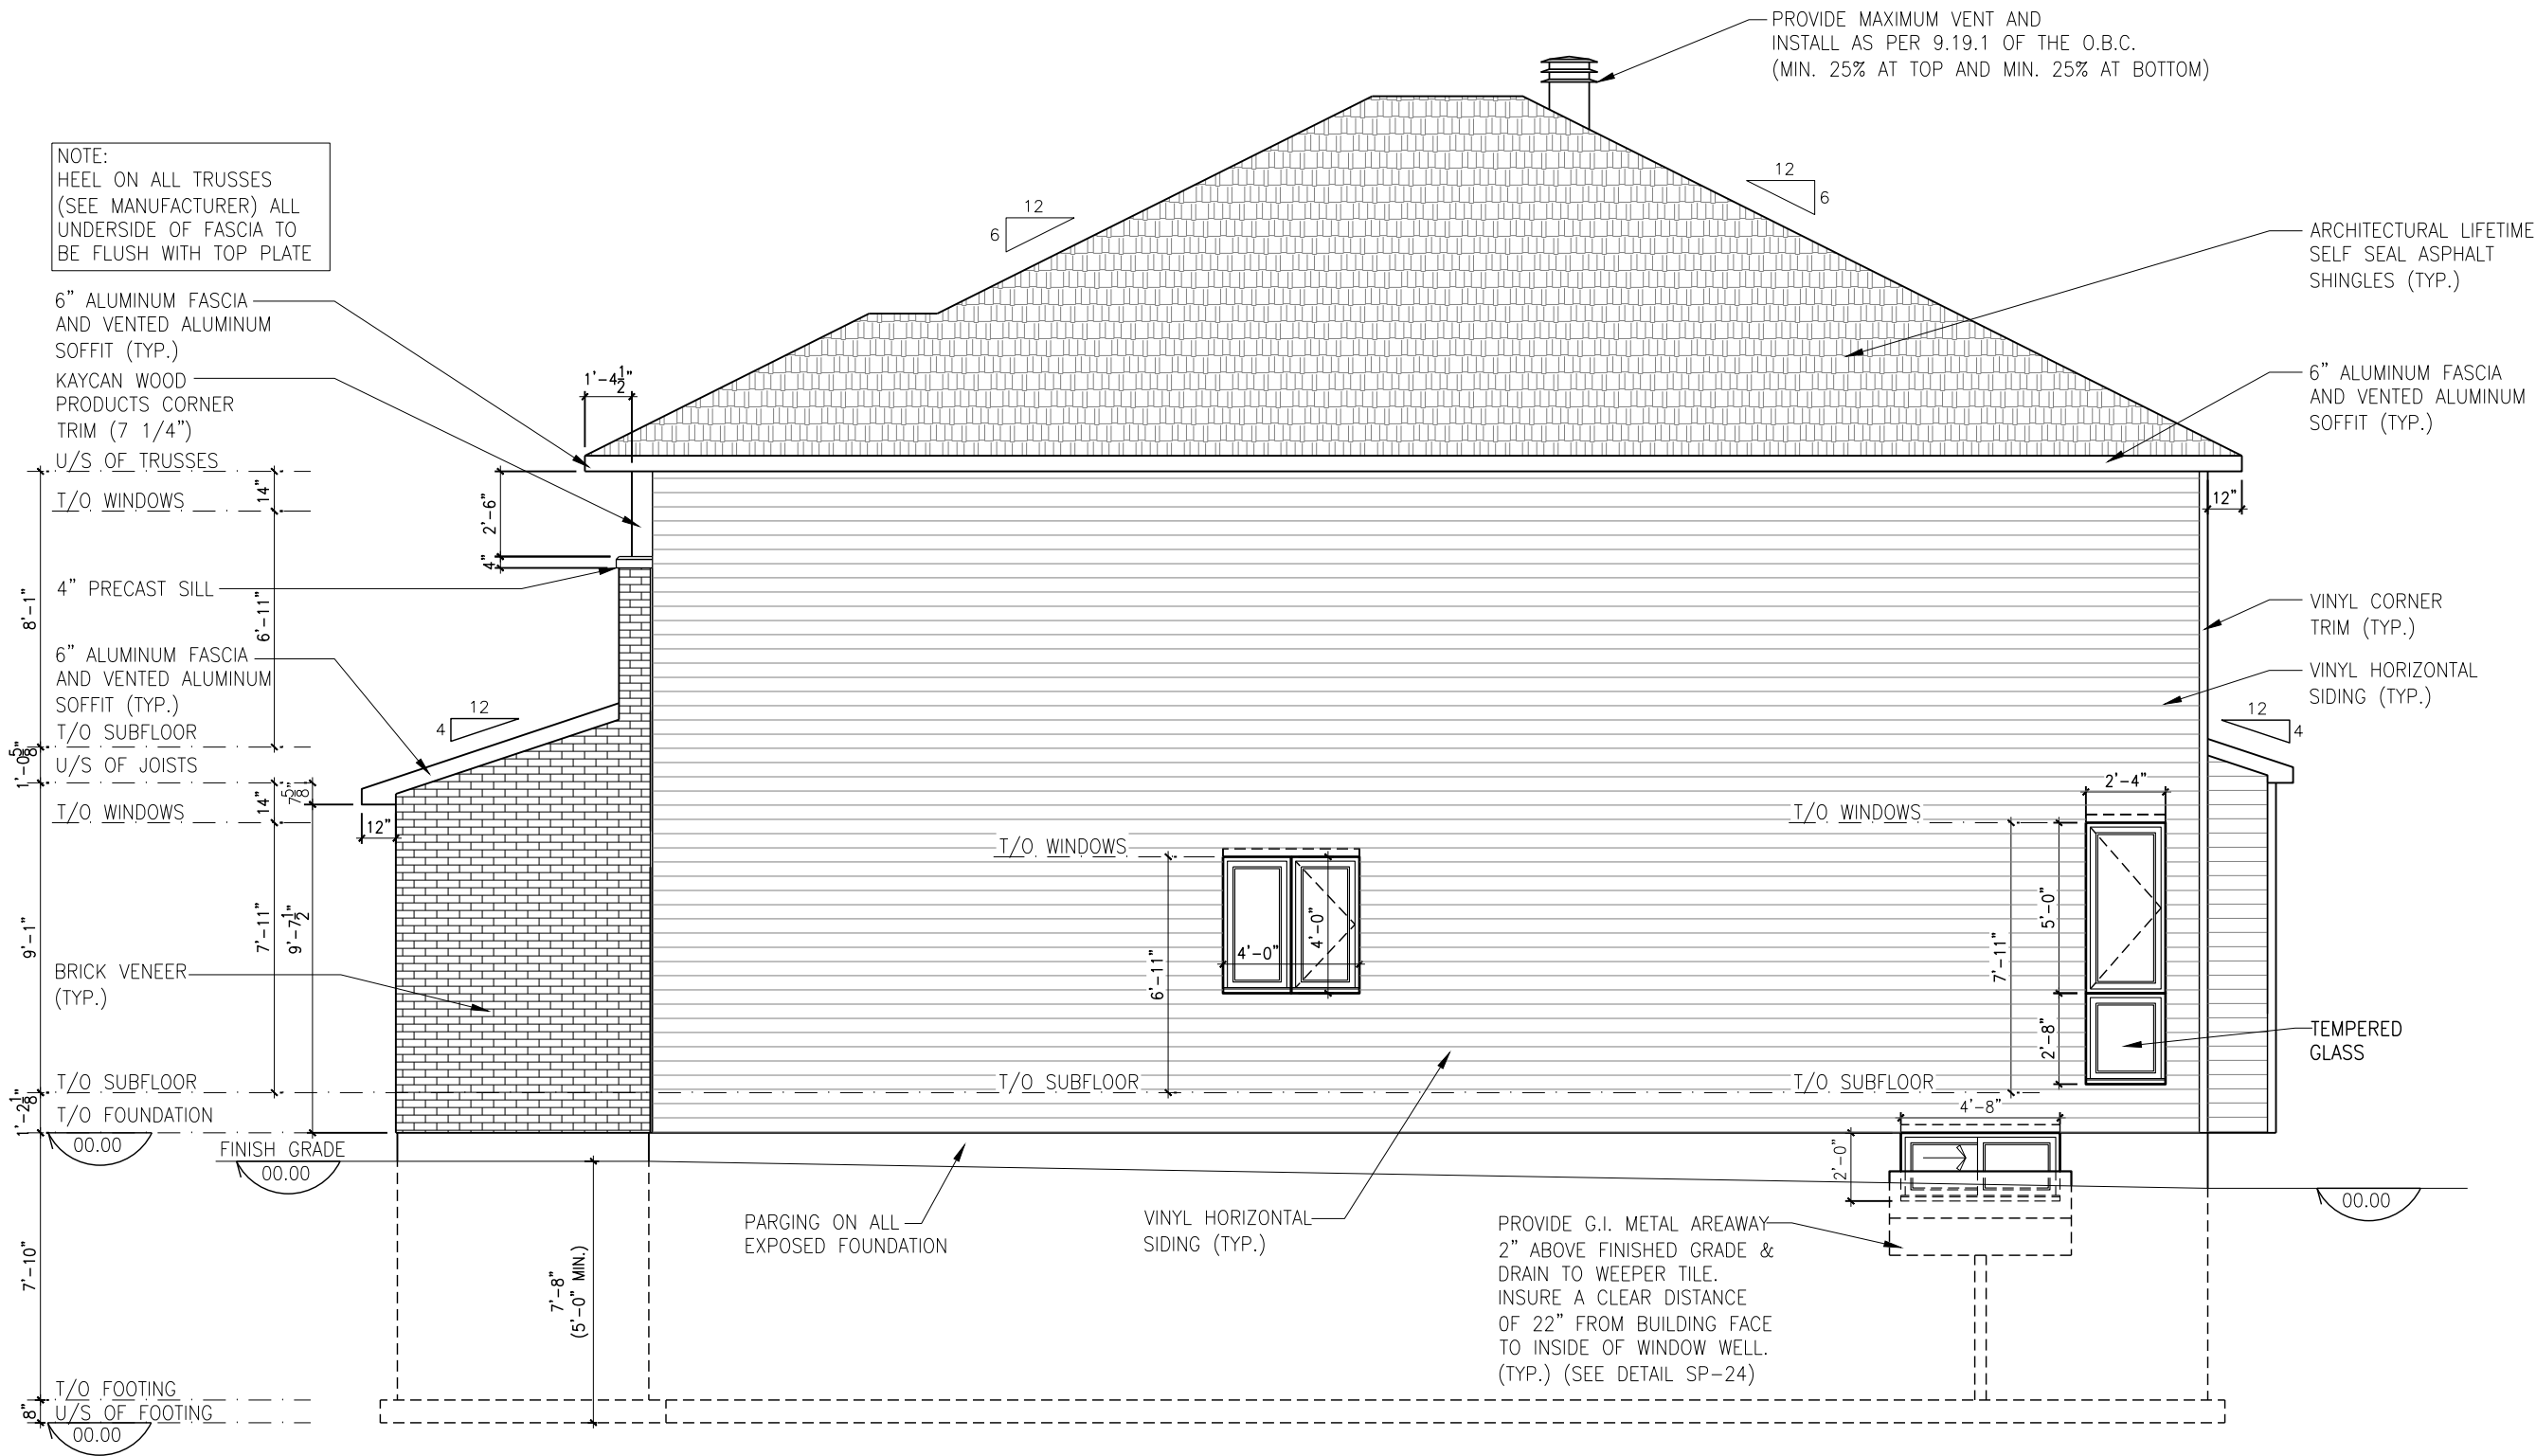 PROVIDE MAXIMUM VENT AND
INSTALL AS PER 9.19.1 OF THE O.B.C.
(MIN. 25% AT TOP AND MIN. 25% AT BOTTOM)
NOTE:
HEEL ON ALL TRUSSES
(SEE MANUFACTURER) ALL
UNDERSIDE OF FASCIA TO
BE FLUSH WITH TOP PLATE
12
6
12
6
ARCHITECTURAL LIFETIME
SELF SEAL ASPHALT
SHINGLES (TYP.)
6" ALUMINUM FASCIA
AND VENTED ALUMINUM
SOFFIT (TYP.)
KAYCAN WOOD
PRODUCTS CORNER
TRIM (7 1/4")
1'-4 1/2"
6" ALUMINUM FASCIA
AND VENTED ALUMINUM
SOFFIT (TYP.)
U/S OF TRUSSES
14"
T/O WINDOWS
2'-6"
4"
12"
4" PRECAST SILL
8'-1"
6'-11"
VINYL CORNER
TRIM (TYP.)
6" ALUMINUM FASCIA
AND VENTED ALUMINUM
SOFFIT (TYP.)
VINYL HORIZONTAL
SIDING (TYP.)
12
4
12
4
T/O SUBFLOOR
1'-0 5/8"
U/S OF JOISTS
14"
7 5/8"
T/O WINDOWS
12"
2'-4"
T/O WINDOWS
T/O WINDOWS
9'-1"
7'-11"
9'-7 1/2"
6'-11"
4'-0"
4'-0"
7'-11"
5'-0"
2'-8"
BRICK VENEER
(TYP.)
TEMPERED
GLASS
T/O SUBFLOOR
T/O SUBFLOOR
T/O SUBFLOOR
1'-2 1/8"
T/O FOUNDATION
00.00
FINISH GRADE
00.00
4'-8"
2'-0"
00.00
PARGING ON ALL
EXPOSED FOUNDATION
VINYL HORIZONTAL
SIDING (TYP.)
PROVIDE G.I. METAL AREAWAY
2" ABOVE FINISHED GRADE &
DRAIN TO WEEPER TILE.
INSURE A CLEAR DISTANCE
OF 22" FROM BUILDING FACE
TO INSIDE OF WINDOW WELL.
(TYP.) (SEE DETAIL SP-24)
7'-10"
7'-8"
(5'-0" MIN.)
T/O FOOTING
8"
U/S OF FOOTING
00.00